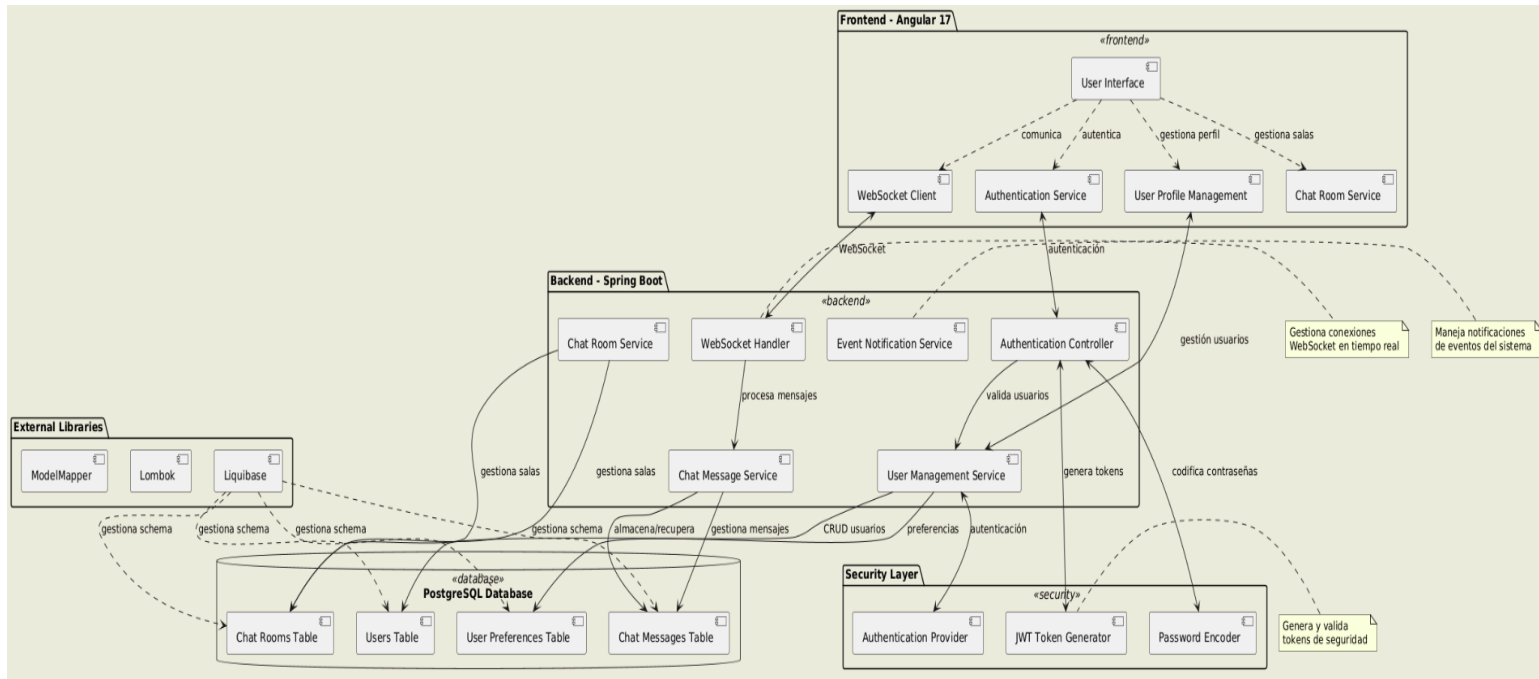 Frontend - Angular 17
«frontend»
User Interface
comunica
autentica
gestiona perfil
gestiona salas
WebSocket Client
Authentication Service
User Profile Management
Chat Room Service
WebSocket
autenticación
Backend - Spring Boot
«backend»
Chat Room Service
WebSocket Handler
Event Notification Service
Authentication Controller
gestión usuarios
Gestiona conexiones
WebSocket en tiempo real
Maneja notificaciones
de eventos del sistema
procesa mensajes
valida usuarios
External Libraries
ModelMapper
Lombok
Liquibase
gestiona salas
gestiona salas
Chat Message Service
User Management Service
genera tokens
codifica contraseñas
gestiona schema
gestiona schema
gestiona schema
gestiona schema
almacena/recupera
gestiona mensajes
CRUD usuarios
preferencias
autenticación
«database»
PostgreSQL Database
Chat Rooms Table
Users Table
User Preferences Table
Chat Messages Table
Security Layer
«security»
Authentication Provider
JWT Token Generator
Password Encoder
Genera y valida
tokens de seguridad